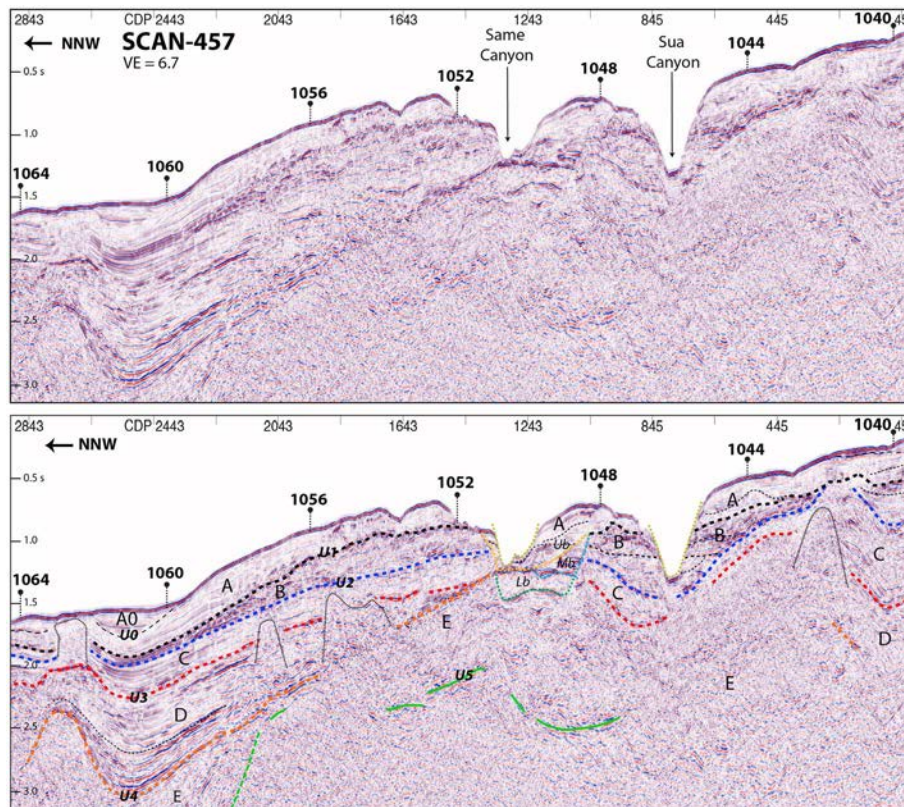 2843 CDP 2443 2043 1643 1243 845 445 45
NNW SCAN-457
VE = 6.7
Same Canyon
Sua Canyon
1040
1044
1048
1052
1056
1060
1064
0.5 s
1.0
1.5
2.0
2.5
3.0
2843 CDP 2443 2043 1643 1243 845 445 45
NNW
1040
1044
1048
1052
1056
1060
1064
0.5 s
1.0
1.5
2.0
2.5
3.0
A
A
A
U1
B
Ub
B
B
U2
Mb
Lb
A0
U0
C
C
C
E
U3
D
D
U5
E
U4
E